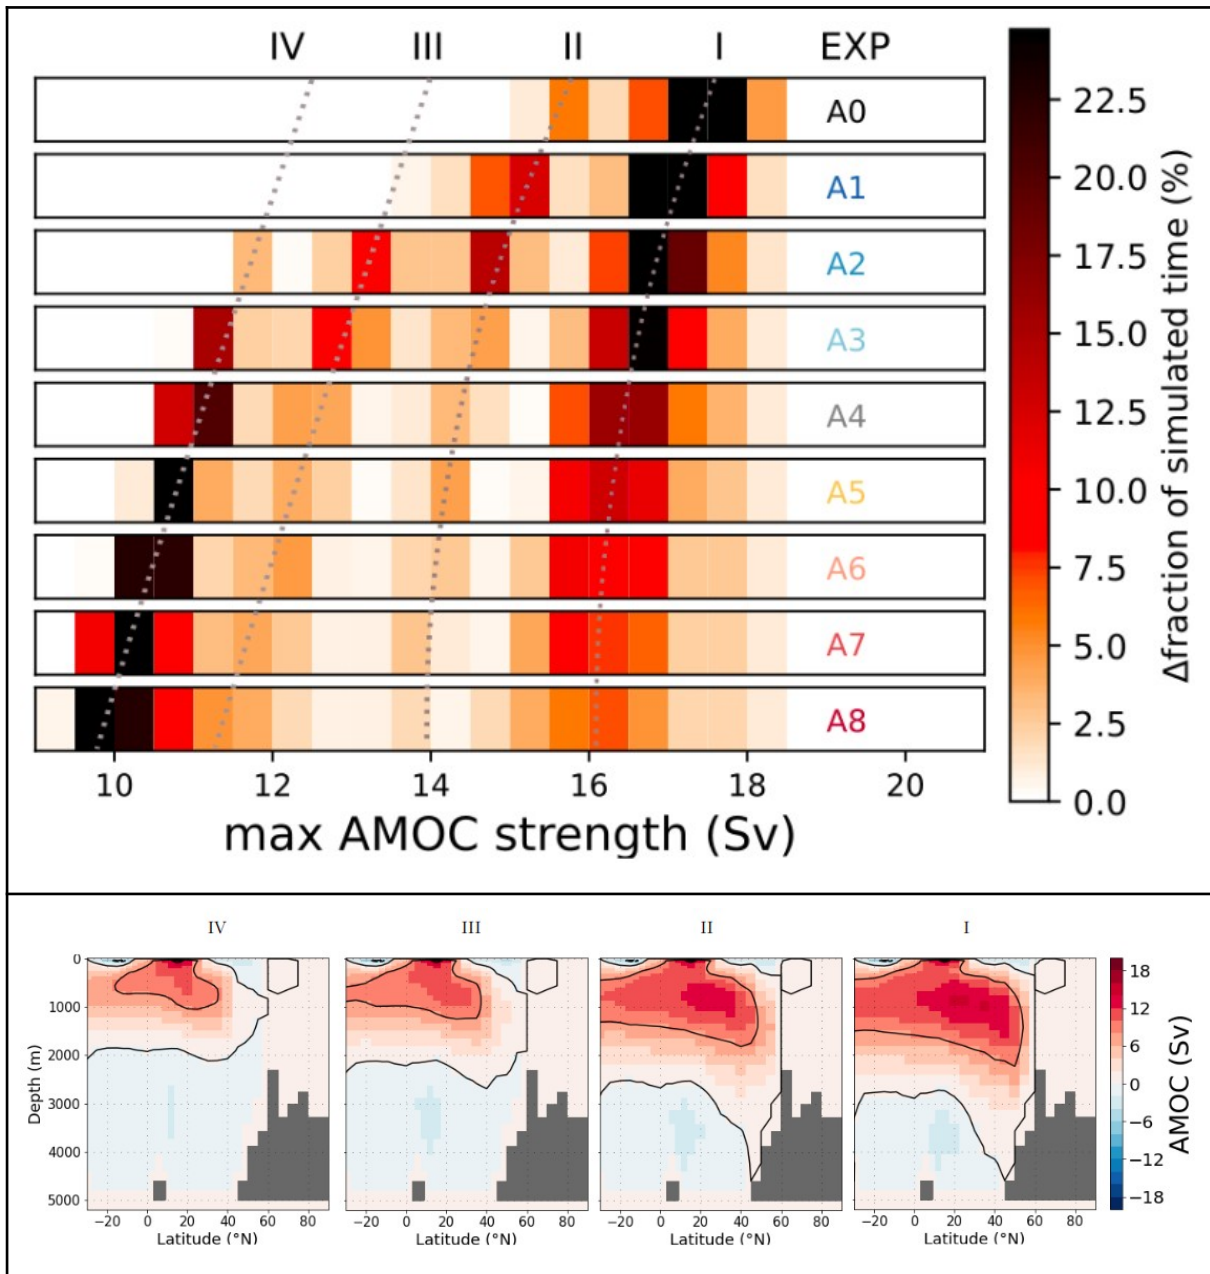 IV III II I EXP
A0
A1
A2
A3
A4
A5
A6
A7
A8
10 12 14 16 18 20
max AMOC strength (Sv)
22.5
20.0
17.5
15.0
12.5
10.0
7.5
5.0
2.5
0.0
Δfraction of simulated time (%)
IV III II I
0
1000
2000
3000
4000
5000
Depth (m)
−20 0 20 40 60 80
Latitude (°N)
−20 0 20 40 60 80
Latitude (°N)
−20 0 20 40 60 80
Latitude (°N)
−20 0 20 40 60 80
Latitude (°N)
18
12
6
0
−6
−12
−18
AMOC (Sv)